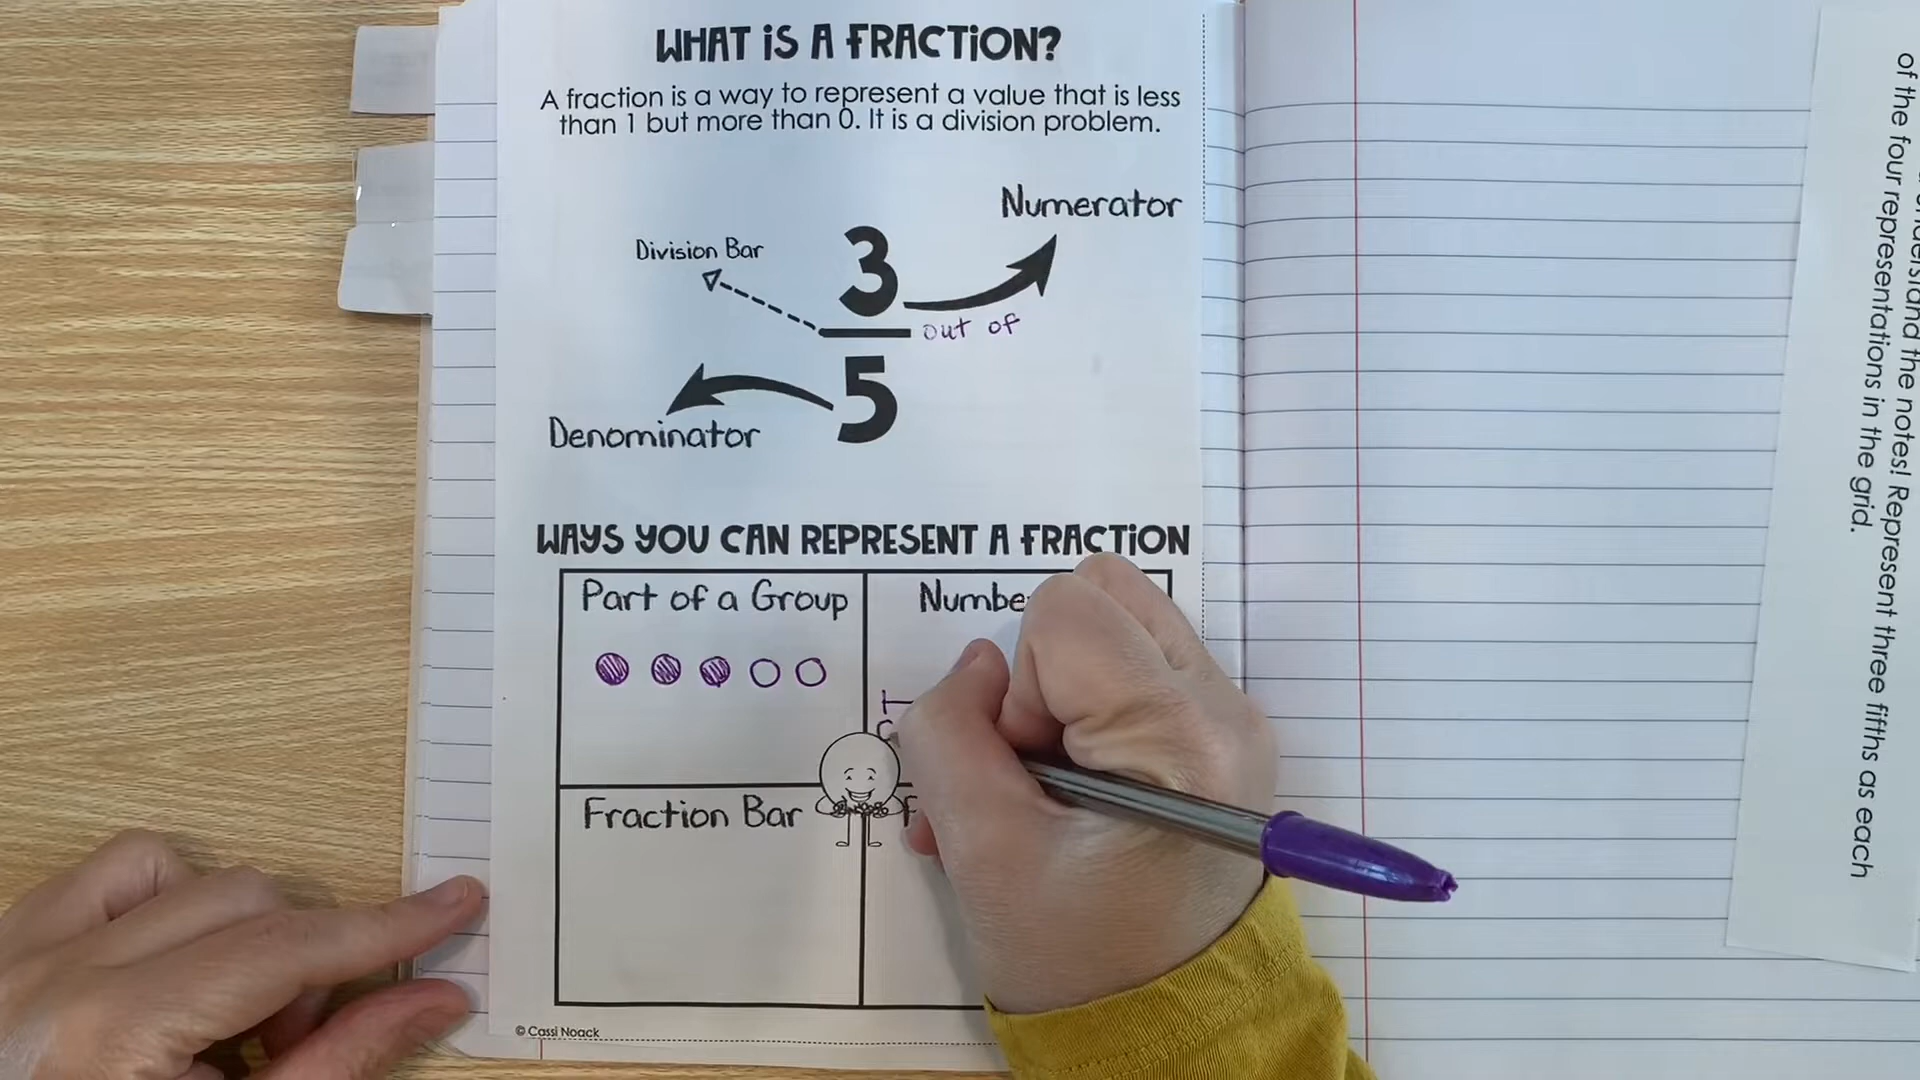 WHAT IS A FRACTION?
A fraction is a way to represent a value that is less
than 1 but more than 0. It is a division problem.
Numerator
Division Bar
3
out of
5
Denominator
WAYS YOU CAN REPRESENT A FRACTION
Part of a Group
Fraction Bar
© Cassi Noack
understand the notes! Represent three fifths as each
of the four representations in the grid.